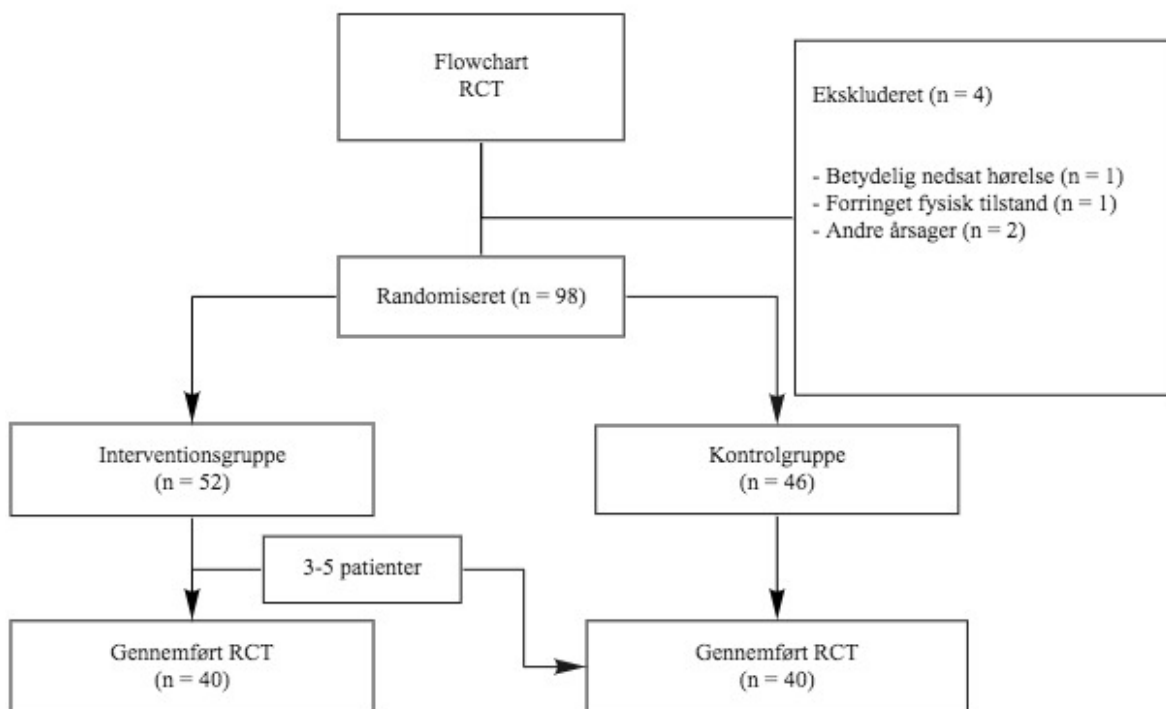 Flowchart
RCT
Ekskluderet (n = 4)
- Betydelig nedsat hørelse (n = 1)
- Forringet fysisk tilstand (n = 1)
- Andre årsager (n = 2)
Randomiseret (n = 98)
Interventionsgruppe
(n = 52)
Kontrolgruppe
(n = 46)
3-5 patienter
Gennemført RCT
(n = 40)
Gennemført RCT
(n = 40)